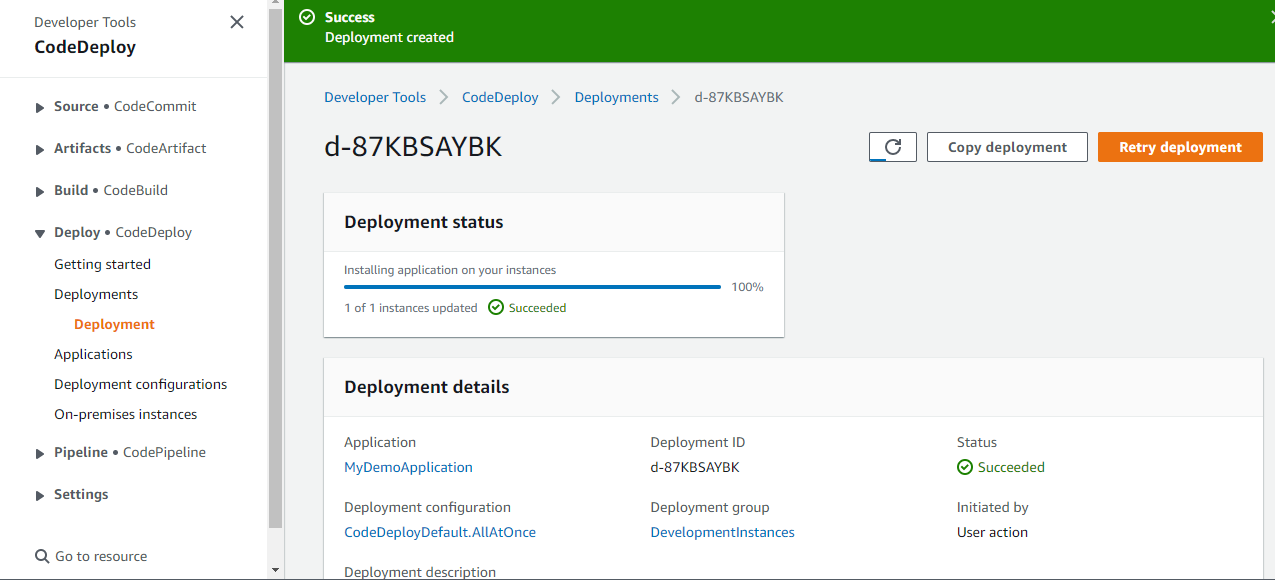 Developer Tools
CodeDeploy
Source • CodeCommit
Artifacts • CodeArtifact
Build • CodeBuild
Deploy • CodeDeploy
Getting started
Deployments
Deployment
Applications
Deployment configurations
On-premises instances
Pipeline • CodePipeline
Settings
Go to resource
Success
Deployment created
Developer Tools > CodeDeploy > Deployments > d-87KBSAYBK
d-87KBSAYBK
Copy deployment
Retry deployment
Deployment status
Installing application on your instances
100%
1 of 1 instances updated Succeeded
Deployment details
Application Deployment ID Status
MyDemoApplication d-87KBSAYBK Succeeded
Deployment configuration Deployment group Initiated by
CodeDeployDefault.AllAtOnce DevelopmentInstances User action
Deployment description